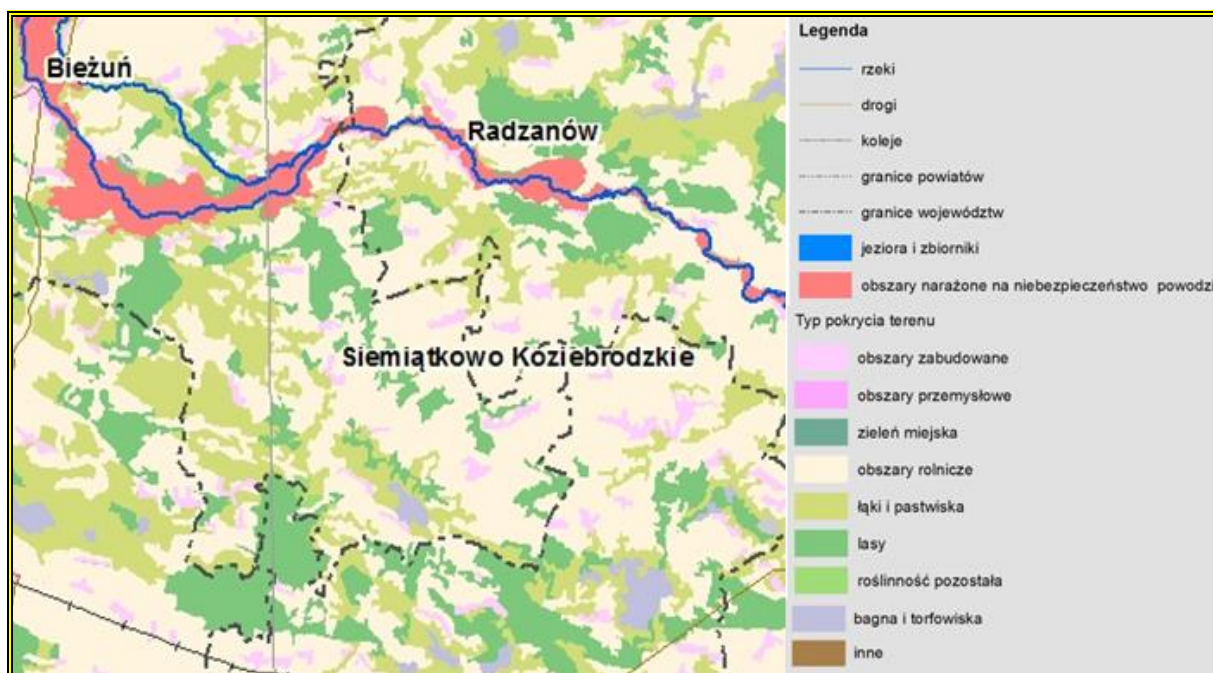 Bieżuń
Radzanów
Siemiątkowo Koziebrodzkie
Legenda
rzeki
drogi
koleje
granice powiatów
granice województw
jeziora i zbiorniki
obszary narażone na niebezpieczeństwo powodzi
Typ pokrycia terenu
obszary zabudowane
obszary przemysłowe
zieleń miejska
obszary rolnicze
łąki i pastwiska
lasy
roślinność pozostała
bagna i torfowiska
inne